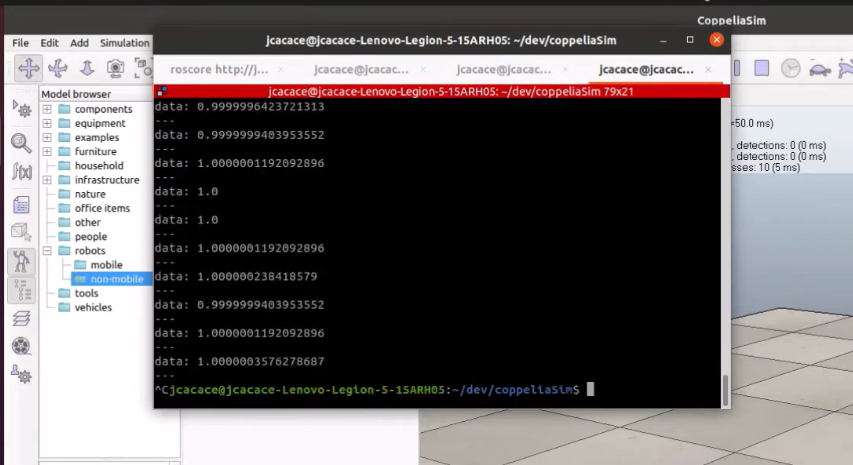 CoppeliaSim
File Edit Add Simulation
jcacace@jcacace-Lenovo-Legion-5-15ARH05: ~/dev/coppeliaSim
roscore http://j... jcacace@jcacac... jcacace@jcacac... jcacace@jcacac...
jcacace@jcacace-Lenovo-Legion-5-15ARH05: ~/dev/coppeliaSim 79x21
Model browser
components
equipment
examples
furniture
household
infrastructure
nature
office items
other
people
robots
mobile
non-mobile
tools
vehicles
f(x)
data: 0.9999996423721313
---
data: 0.9999999403953552
---
data: 1.0000001192092896
---
data: 1.0
---
data: 1.0
---
data: 1.0000001192092896
---
data: 1.000000238418579
---
data: 0.9999999403953552
---
data: 1.0000001192092896
---
data: 1.0000003576278687
---
^Cjcacace@jcacace-Lenovo-Legion-5-15ARH05:~/dev/coppeliaSim$
=50.0 ms)
, detections: 0 (0 ms)
, detections: 0 (0 ms)
sses: 10 (5 ms)